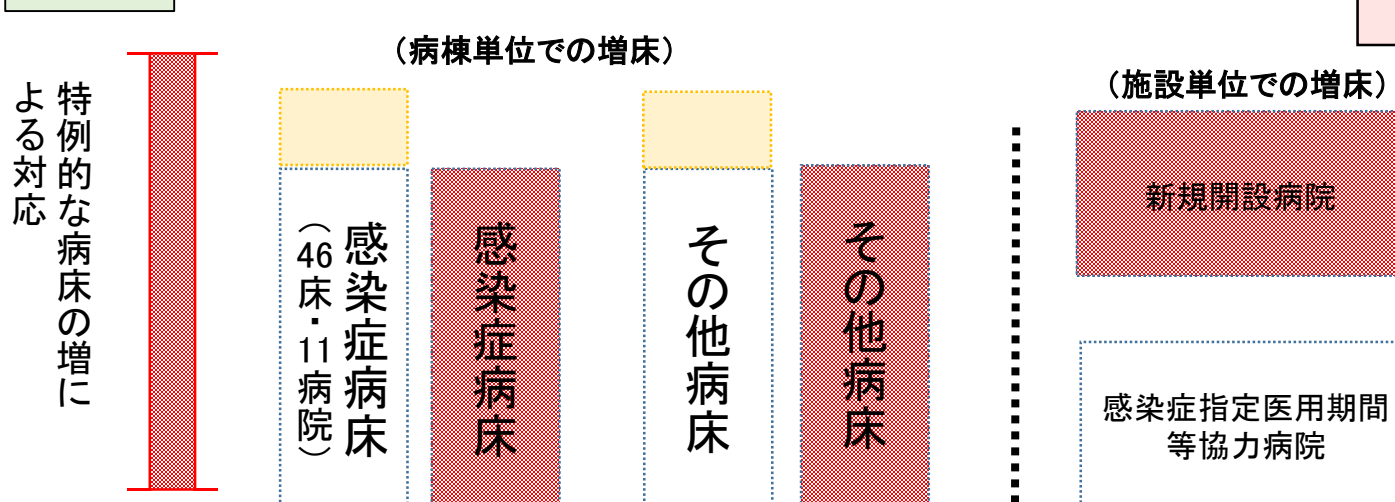 （病棟単位での増床）
（施設単位での増床）
特例的な病床の増に
よる対応
感染症病床
（46床・11病院）
感染症病床
その他病床
その他病床
新規開設病院
感染症指定医用期間
等協力病院